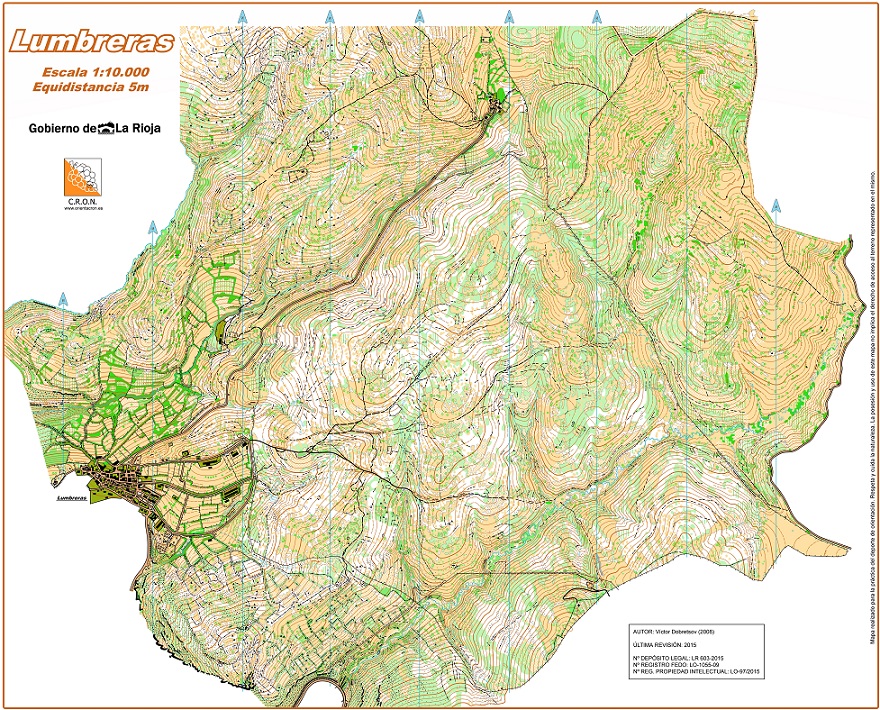 Lumbreras
Escala 1:10.000
Equidistancia 5m
Gobierno de La Rioja
C.R.O.N.
www.orientacron.es
Lumbreras
AUTOR: Víctor Dobretsov (2008)
ÚLTIMA REVISIÓN: 2015
Nº DEPÓSITO LEGAL: LR 603-2015
Nº REGISTRO FEDO: LO-1055-09
Nº REG. PROPIEDAD INTELECTUAL: LO-97/2015
Mapa realizado para la práctica del deporte de orientación. Respeta y cuida la naturaleza. La posesión y uso de este mapa no implica el derecho de acceso al terreno representado en el mismo.